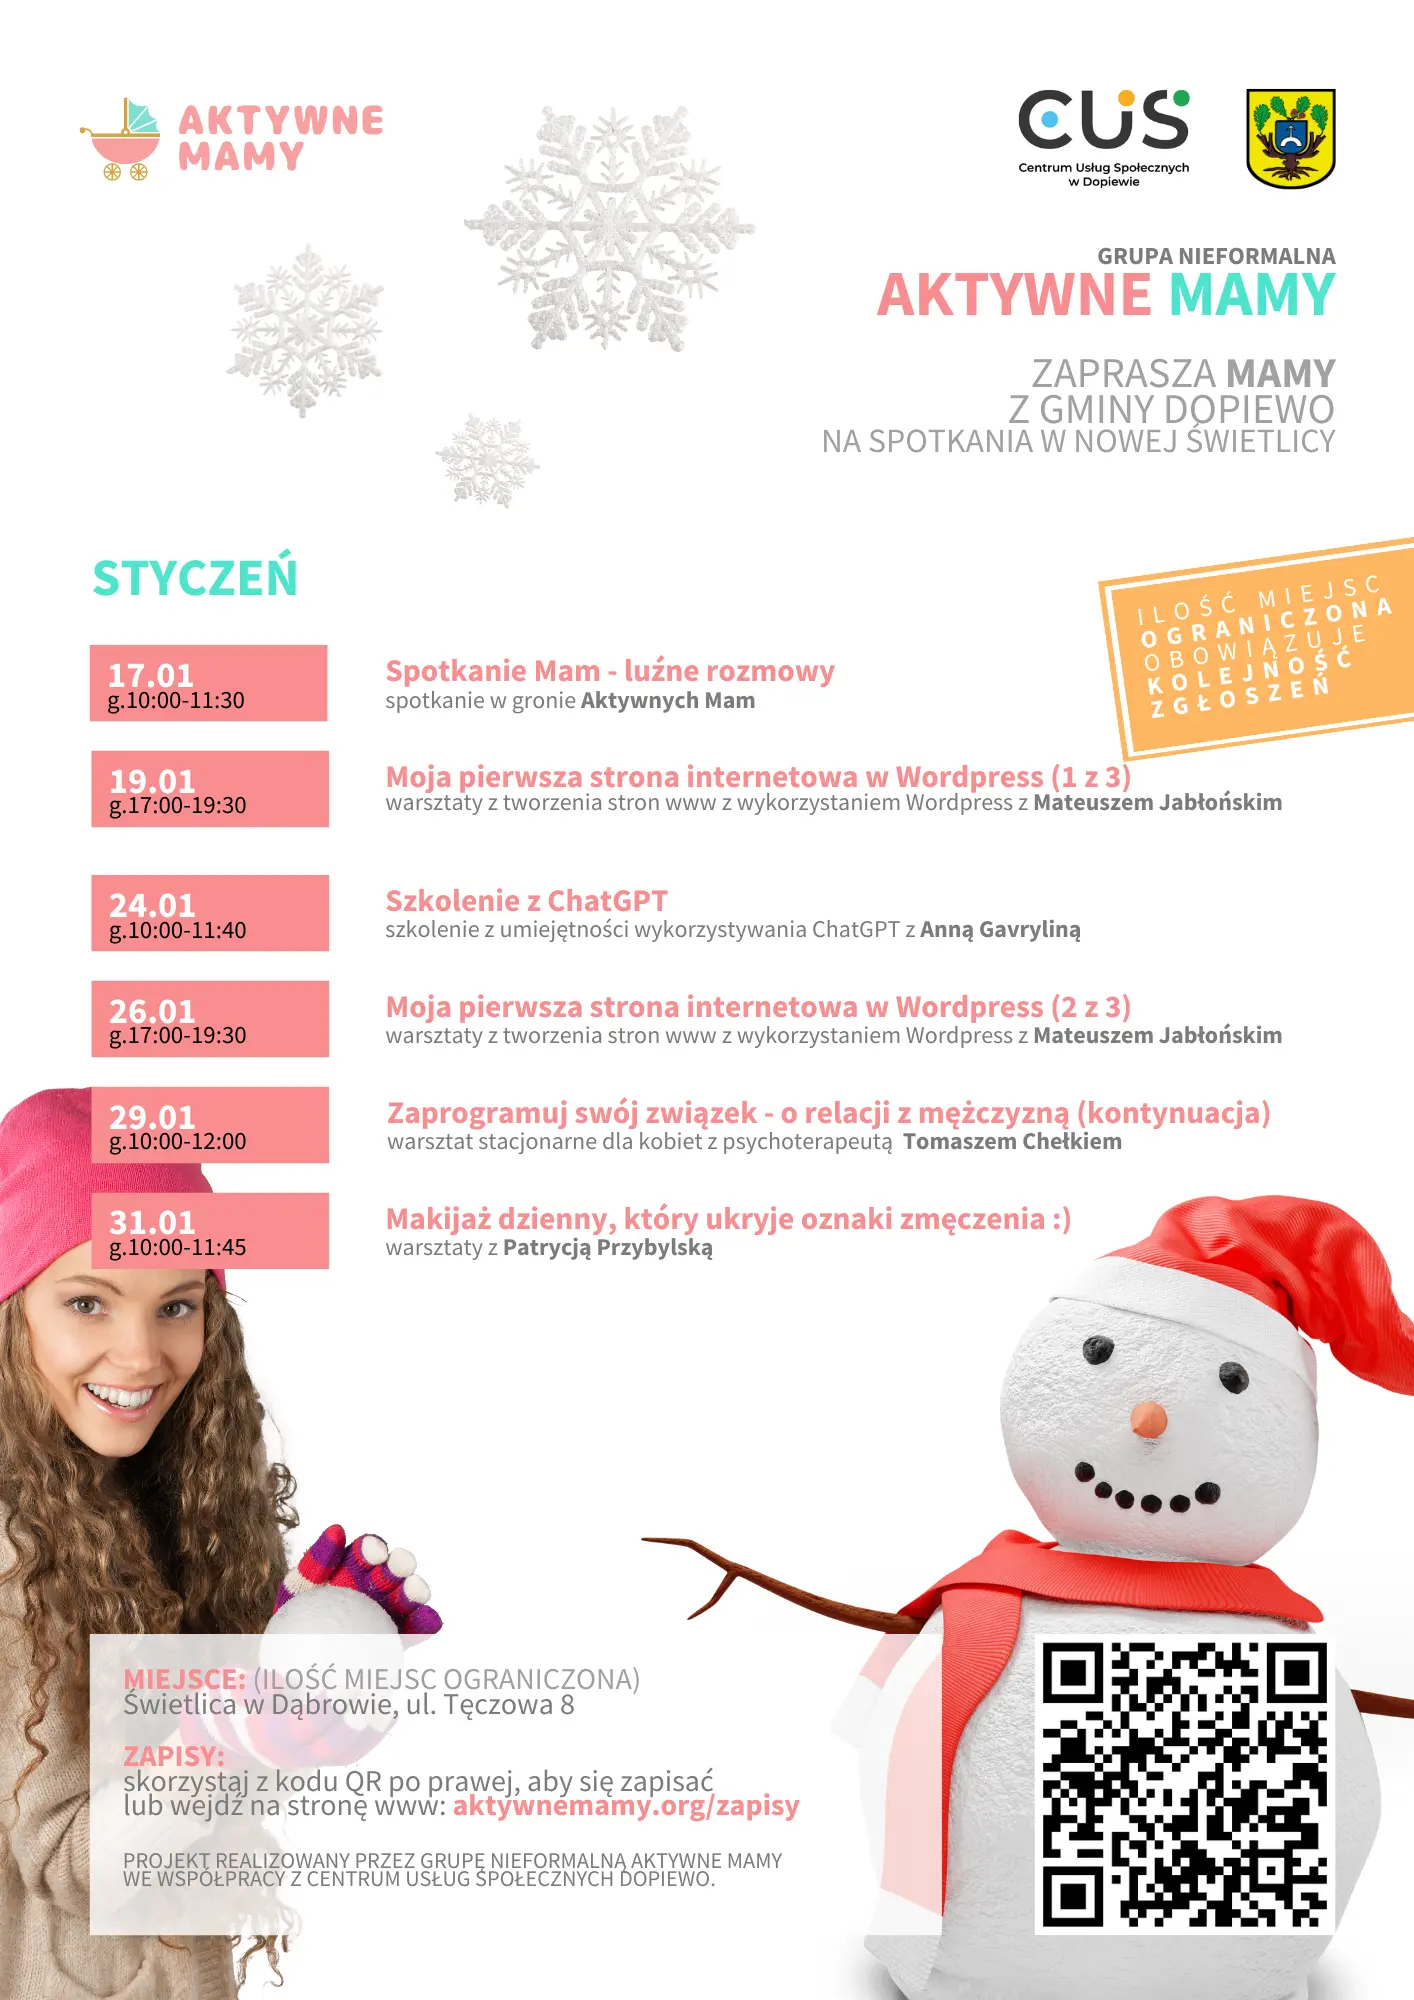 AKTYWNE
MAMY
CUS
Centrum Usług Społecznych
w Dopiewie
GRUPA NIEFORMALNA
AKTYWNE MAMY
ZAPRASZA MAMY
Z GMINY DOPIEWO
NA SPOTKANIA W NOWEJ ŚWIETLICY
STYCZEŃ
ILOŚĆ MIEJSC
OGRANICZONA
OBOWIĄZUJE
KOLEJNOŚĆ
ZGŁOSZEŃ
17.01
g.10:00-11:30
Spotkanie Mam - luźne rozmowy
spotkanie w gronie Aktywnych Mam
19.01
g.17:00-19:30
Moja pierwsza strona internetowa w Wordpress (1 z 3)
warsztaty z tworzenia stron www z wykorzystaniem Wordpress z Mateuszem Jabłońskim
24.01
g.10:00-11:40
Szkolenie z ChatGPT
szkolenie z umiejętności wykorzystywania ChatGPT z Anną Gavryliną
26.01
g.17:00-19:30
Moja pierwsza strona internetowa w Wordpress (2 z 3)
warsztaty z tworzenia stron www z wykorzystaniem Wordpress z Mateuszem Jabłońskim
29.01
g.10:00-12:00
Zaprogramuj swój związek - o relacji z mężczyzną (kontynuacja)
warsztat stacjonarne dla kobiet z psychoterapeutą Tomaszem Chełkiem
31.01
g.10:00-11:45
Makijaż dzienny, który ukryje oznaki zmęczenia :)
warsztaty z Patrycją Przybylską
MIEJSCE: (ILOŚĆ MIEJSC OGRANICZONA)
Świetlica w Dąbrowie, ul. Tęczowa 8
ZAPISY:
skorzystaj z kodu QR po prawej, aby się zapisać
lub wejdź na stronę www: aktywnemamy.org/zapisy
PROJEKT REALIZOWANY PRZEZ GRUPĘ NIEFORMALNĄ AKTYWNE MAMY
WE WSPÓŁPRACY Z CENTRUM USŁUG SPOŁECZNYCH DOPIEWO.